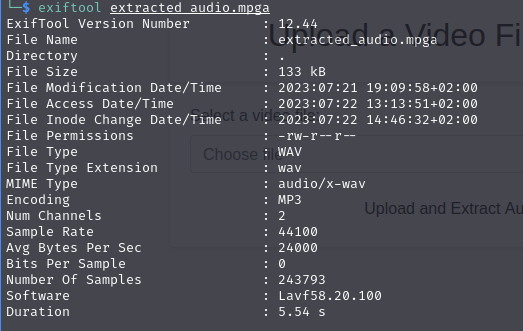 └─$ exiftool extracted_audio.mpga
ExifTool Version Number : 12.44
File Name : extracted_audio.mpga
Directory : .
File Size : 133 kB
File Modification Date/Time : 2023:07:21 19:09:58+02:00
File Access Date/Time : 2023:07:22 13:13:51+02:00
File Inode Change Date/Time : 2023:07:22 14:46:32+02:00
File Permissions : -rw-r--r--
File Type : WAV
File Type Extension : wav
MIME Type : audio/x-wav
Encoding : MP3
Num Channels : 2
Sample Rate : 44100
Avg Bytes Per Sec : 24000
Bits Per Sample : 0
Number Of Samples : 243793
Software : Lavf58.20.100
Duration : 5.54 s
Upload a Video Fi
Select a video file
Choose file
Upload and Extract Au